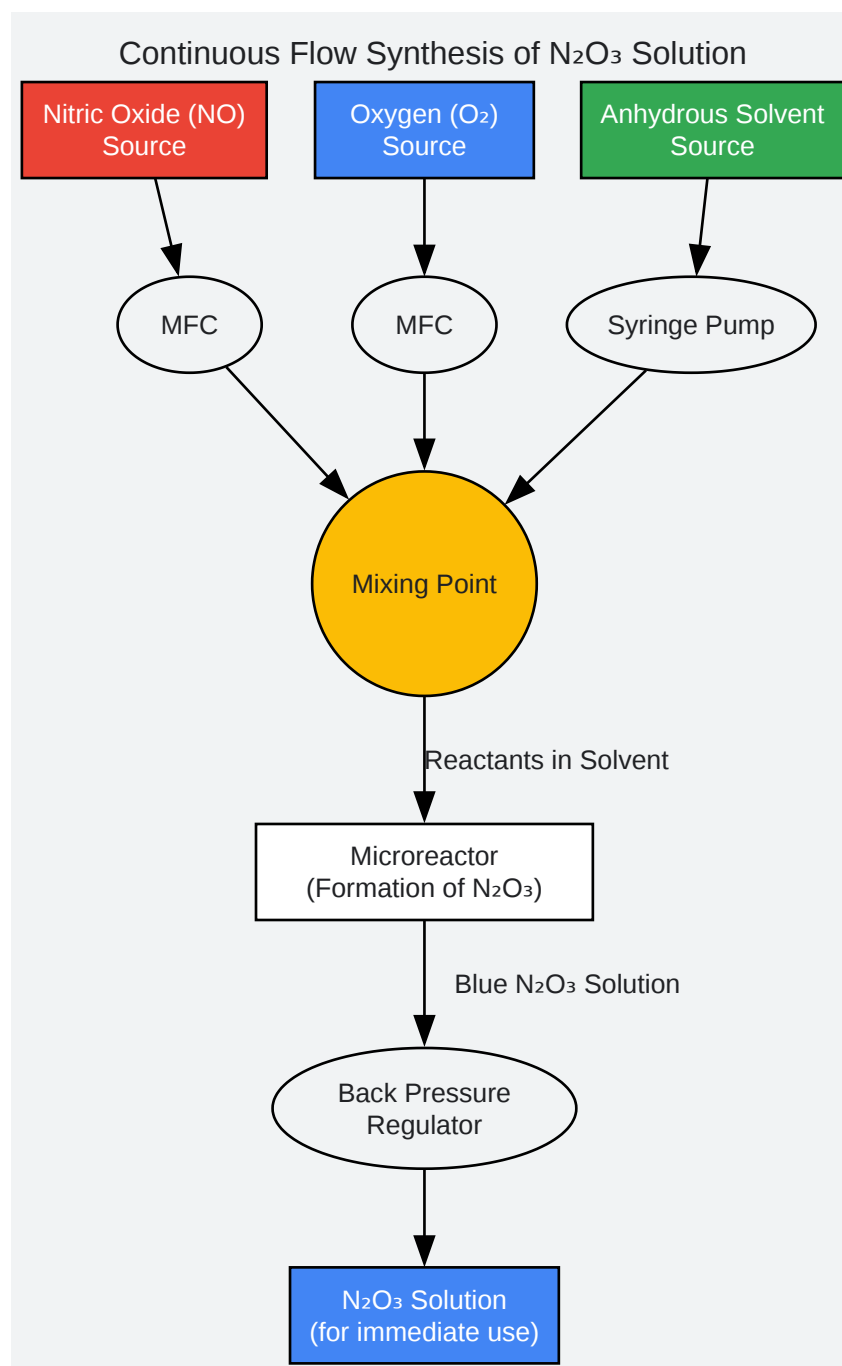 Continuous Flow Synthesis of N₂O₃ Solution
Nitric Oxide (NO)
Source
Oxygen (O₂)
Source
Anhydrous Solvent
Source
MFC
MFC
Syringe Pump
Mixing Point
Reactants in Solvent
Microreactor
(Formation of N₂O₃)
Blue N₂O₃ Solution
Back Pressure
Regulator
N₂O₃ Solution
(for immediate use)